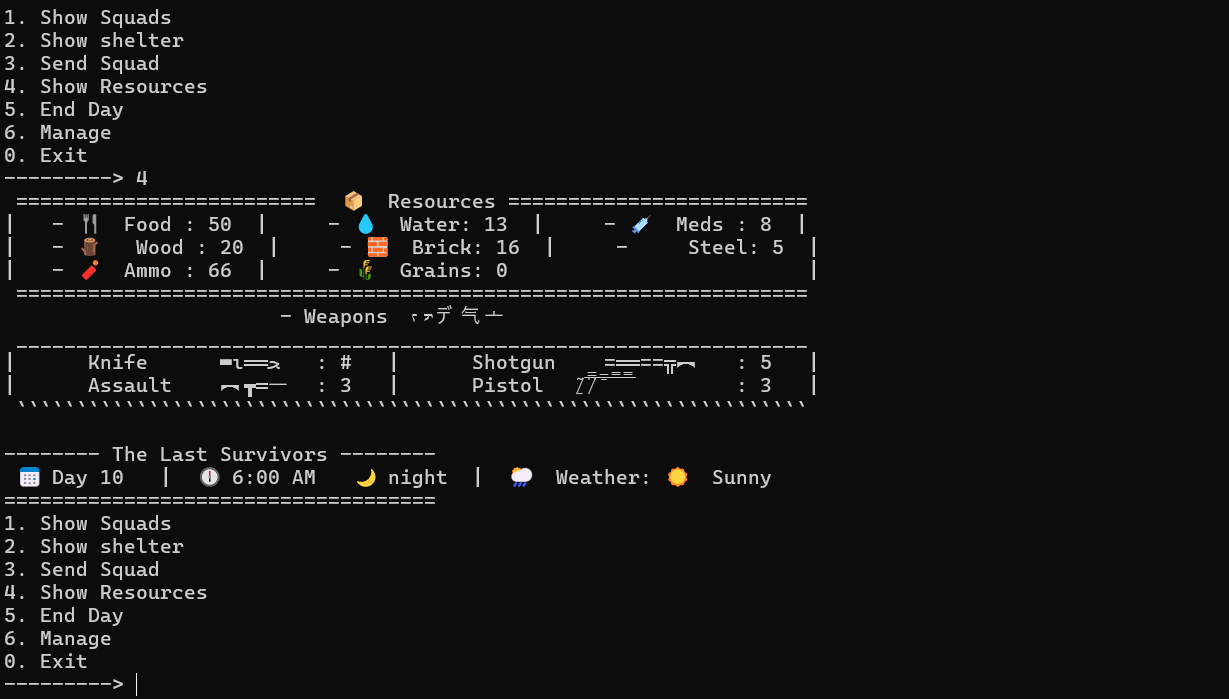 1. Show Squads
2. Show shelter
3. Send Squad
4. Show Resources
5. End Day
6. Manage
0. Exit
---------> 4
========================= 📦 Resources =========================
| - 🍴 Food : 50 | - 💧 Water: 13 | - 💉 Meds : 8 |
| - 🪵 Wood : 20 | - 🧱 Brick: 16 | - Steel: 5 |
| - 🧨 Ammo : 66 | - 🌾 Grains: 0 |
==================================================================
- Weapons デ 气 亠
------------------------------------------------------------------
| Knife : # | Shotgun : 5 |
| Assault : 3 | Pistol : 3 |
-------- The Last Survivors --------
📅 Day 10 | 🕛 6:00 AM 🌙 night | 🌦 Weather: ☀ Sunny
====================================
1. Show Squads
2. Show shelter
3. Send Squad
4. Show Resources
5. End Day
6. Manage
0. Exit
--------->